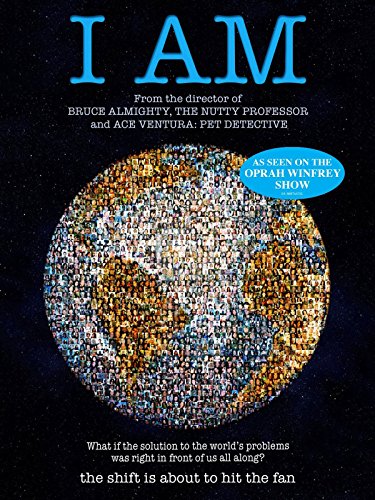 I AM
From the director of
BRUCE ALMIGHTY, THE NUTTY PROFESSOR
and ACE VENTURA: PET DETECTIVE
AS SEEN ON THE
OPRAH WINFREY
SHOW
What if the solution to the world's problems
was right in front of us all along?
the shift is about to hit the fan